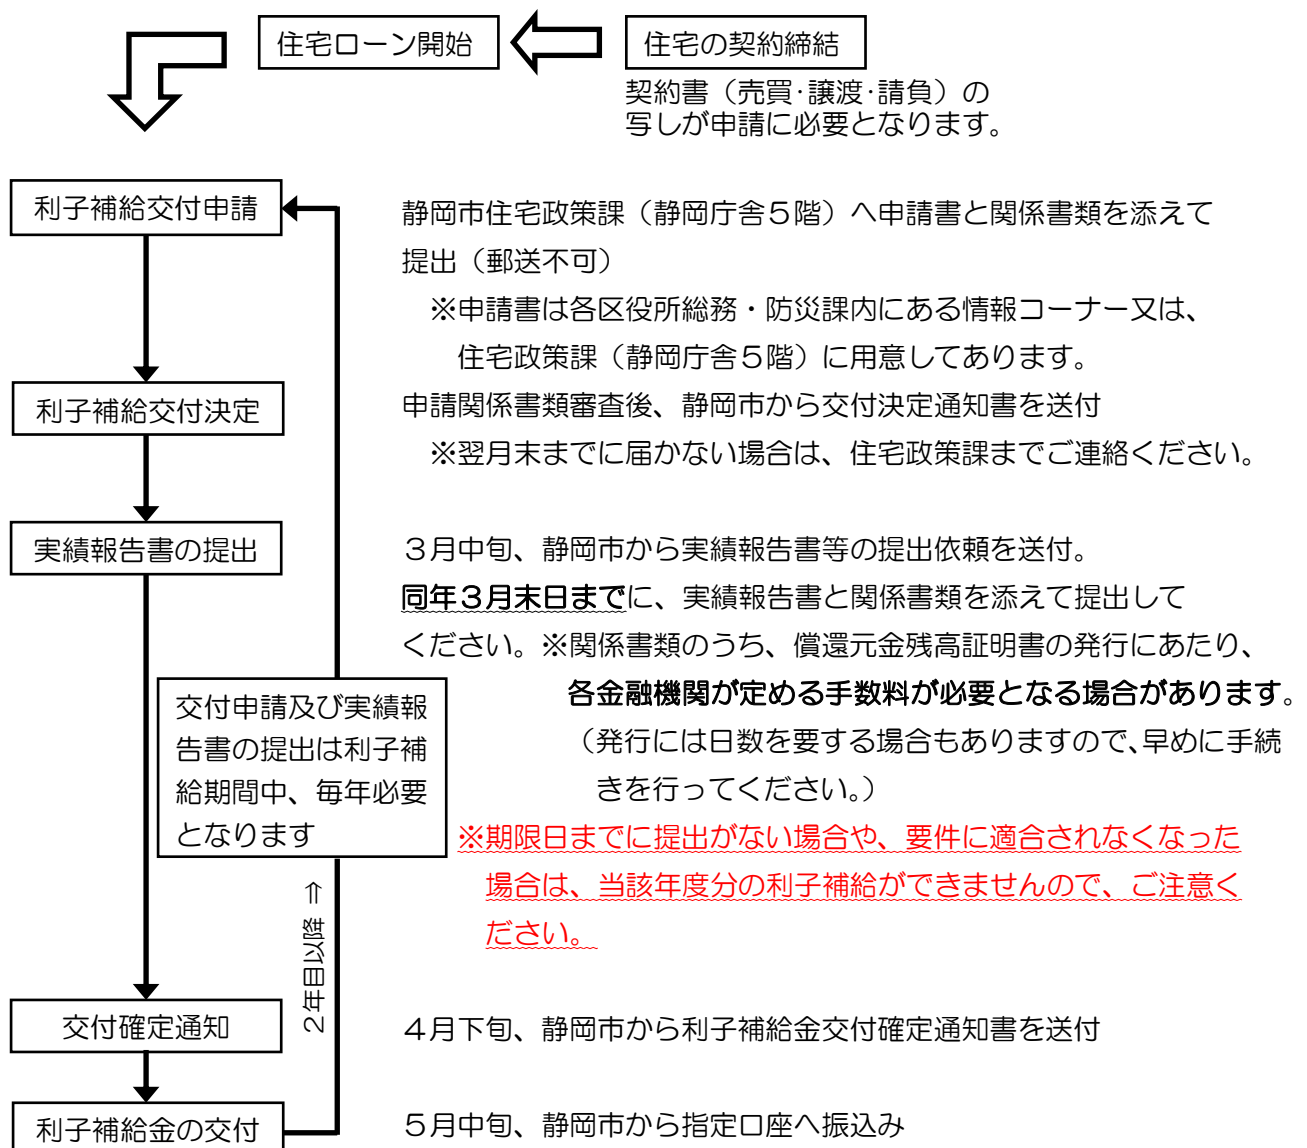 住宅ローン開始
住宅の契約締結
契約書（売買･譲渡･請負）の
写しが申請に必要となります。
利子補給交付申請
静岡市住宅政策課（静岡庁舎５階）へ申請書と関係書類を添えて
提出（郵送不可）
※申請書は各区役所総務・防災課内にある情報コーナー又は、
住宅政策課（静岡庁舎５階）に用意してあります。
利子補給交付決定
申請関係書類審査後、静岡市から交付決定通知書を送付
※翌月末までに届かない場合は、住宅政策課までご連絡ください。
実績報告書の提出
３月中旬、静岡市から実績報告書等の提出依頼を送付。
同年３月末日までに、実績報告書と関係書類を添えて提出して
ください。※関係書類のうち、償還元金残高証明書の発行にあたり、
各金融機関が定める手数料が必要となる場合があります。
（発行には日数を要する場合もありますので､早めに手続
きを行ってください｡）
※期限日までに提出がない場合や、要件に適合されなくなった
場合は、当該年度分の利子補給ができませんので、ご注意く
ださい。
交付申請及び実績報
告書の提出は利子補
給期間中、毎年必要
となります
２年目以降 ⇒
交付確定通知
４月下旬、静岡市から利子補給金交付確定通知書を送付
利子補給金の交付
５月中旬、静岡市から指定口座へ振込み